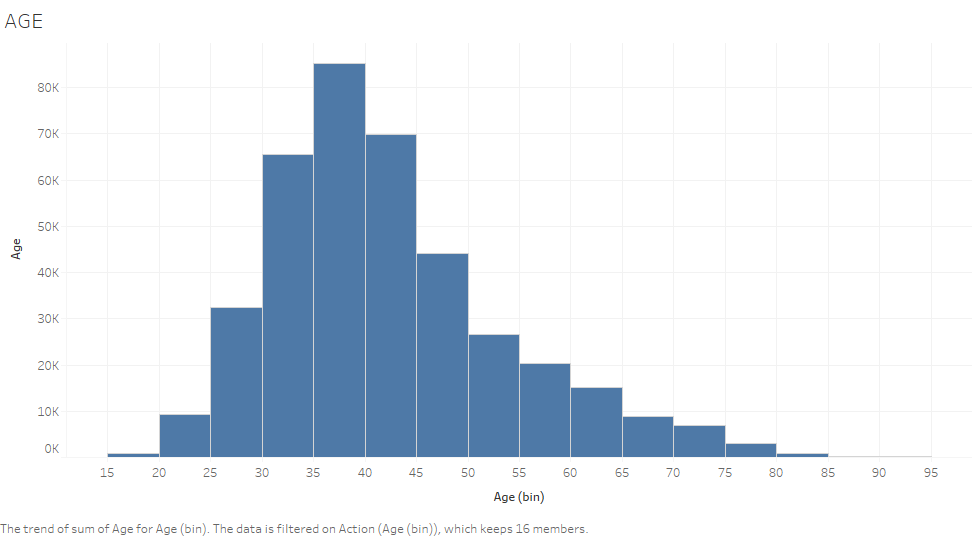 AGE
80K
70K
60K
50K
40K
30K
20K
10K
0K
Age
15 20 25 30 35 40 45 50 55 60 65 70 75 80 85 90 95
Age (bin)
The trend of sum of Age for Age (bin). The data is filtered on Action (Age (bin)), which keeps 16 members.